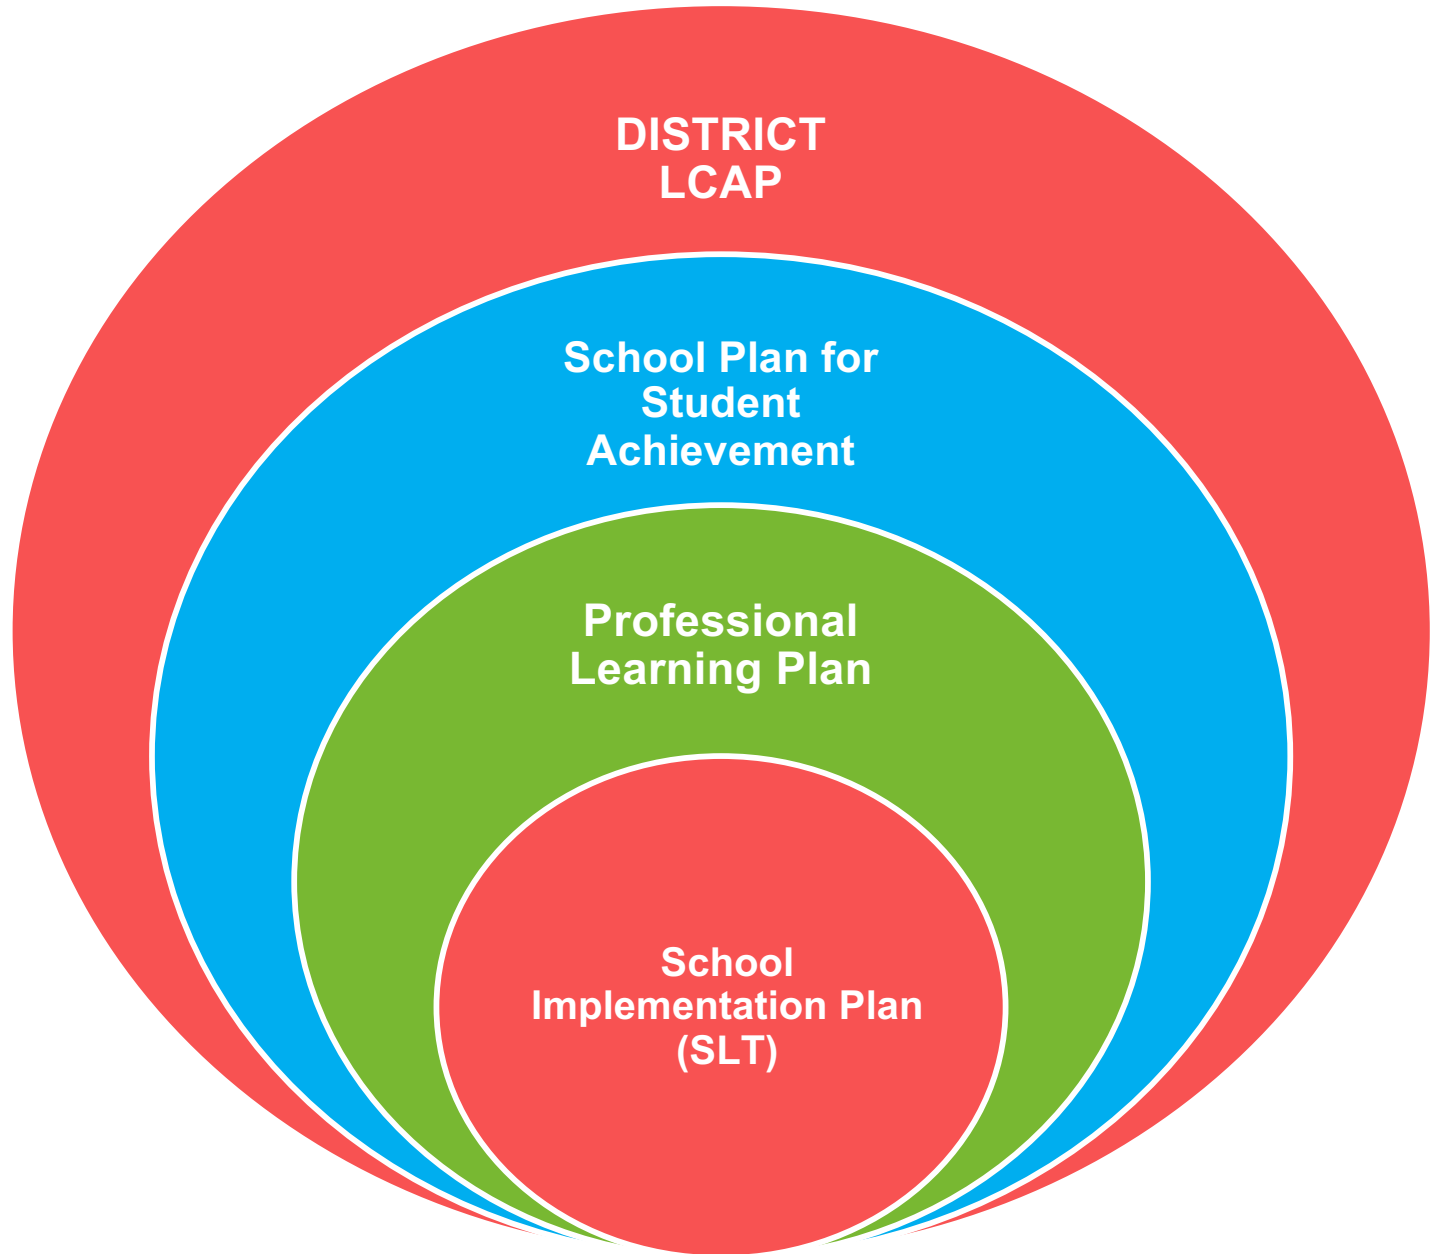 DISTRICT
LCAP
School Plan for
Student
Achievement
Professional
Learning Plan
School
Implementation Plan
(SLT)